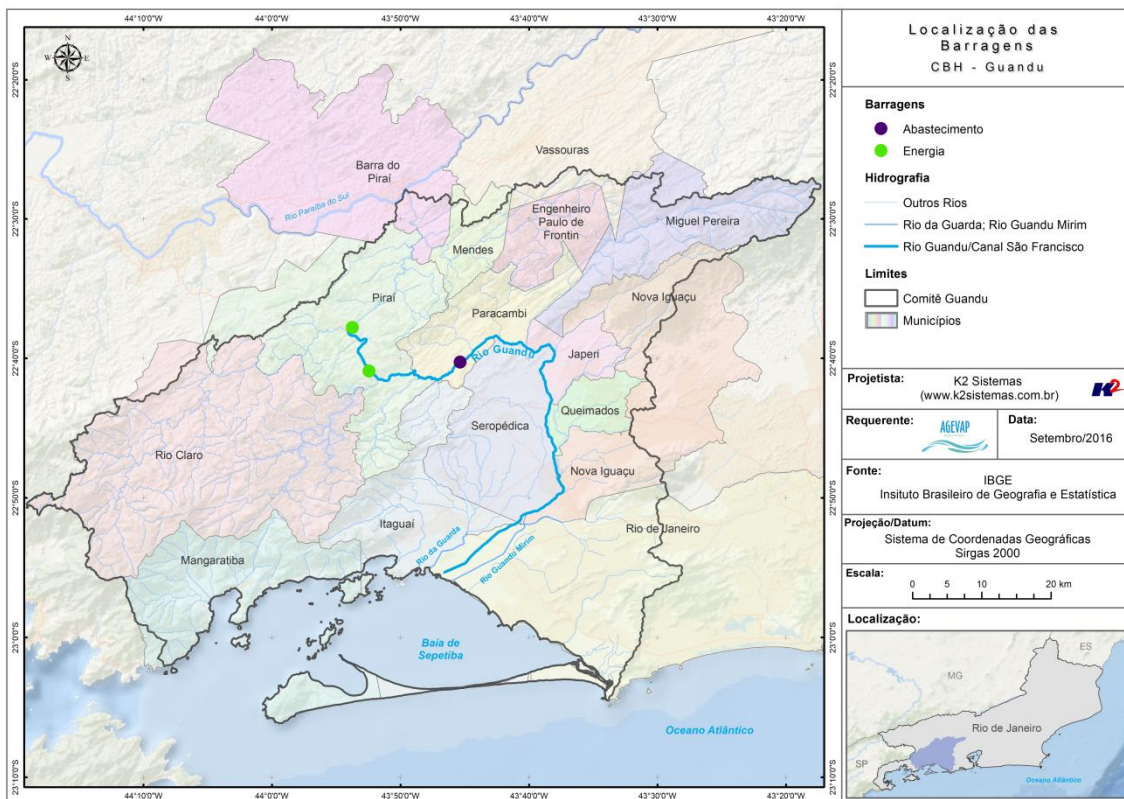 44°10'0"S
44°0'0"S
43°50'0"S
43°40'0"S
43°30'0"S
43°20'0"S
N
W E
S
22°20'0"S
22°30'0"S
22°40'0"S
22°50'0"S
23°0'0"S
23°10'0"S
Vassouras
Barra do
Piraí
Rio Paraíba do Sul
Engenheiro
Paulo de
Frontin
Miguel Pereira
Mendes
Piraí
Nova Iguaçu
Paracambi
Rio Guandu
Japeri
Queimados
Seropédica
Rio Claro
Nova Iguaçu
Itaguaí
Rio da Guarda
Rio de Janeiro
Rio Guandu Mirim
Mangaratiba
Baía de
Sepetiba
Oceano Atlântico
22°20'0"S
22°30'0"S
22°40'0"S
22°50'0"S
23°0'0"S
23°10'0"S
44°10'0"S
44°0'0"S
43°50'0"S
43°40'0"S
43°30'0"S
43°20'0"S
Localização das
Barragens
CBH - Guandu
Barragens
Abastecimento
Energia
Hidrografia
Outros Rios
Rio da Guarda; Rio Guandu Mirim
Rio Guandu/Canal São Francisco
Limites
Comitê Guandu
Municípios
Projetista:
K2 Sistemas
(www.k2sistemas.com.br)
K2
Requerente:
AGEVAP
Data:
Setembro/2016
Fonte:
IBGE
Insituto Brasileiro de Geografia e Estatística
Projeção/Datum:
Sistema de Coordenadas Geográficas
Sirgas 2000
Escala:
0 5 10 20 km
Localização:
ES
MG
Rio de Janeiro
SP
Oceano Atlântico